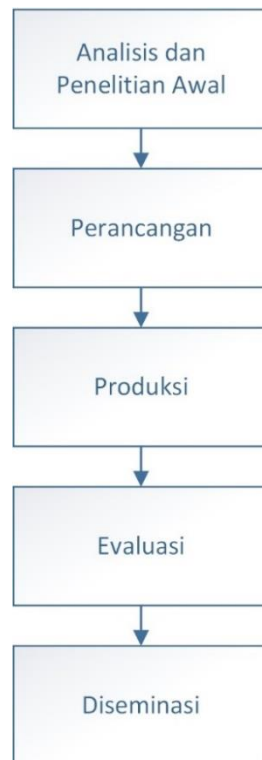 Analisis dan
Penelitian Awal
Perancangan
Produksi
Evaluasi
Diseminasi